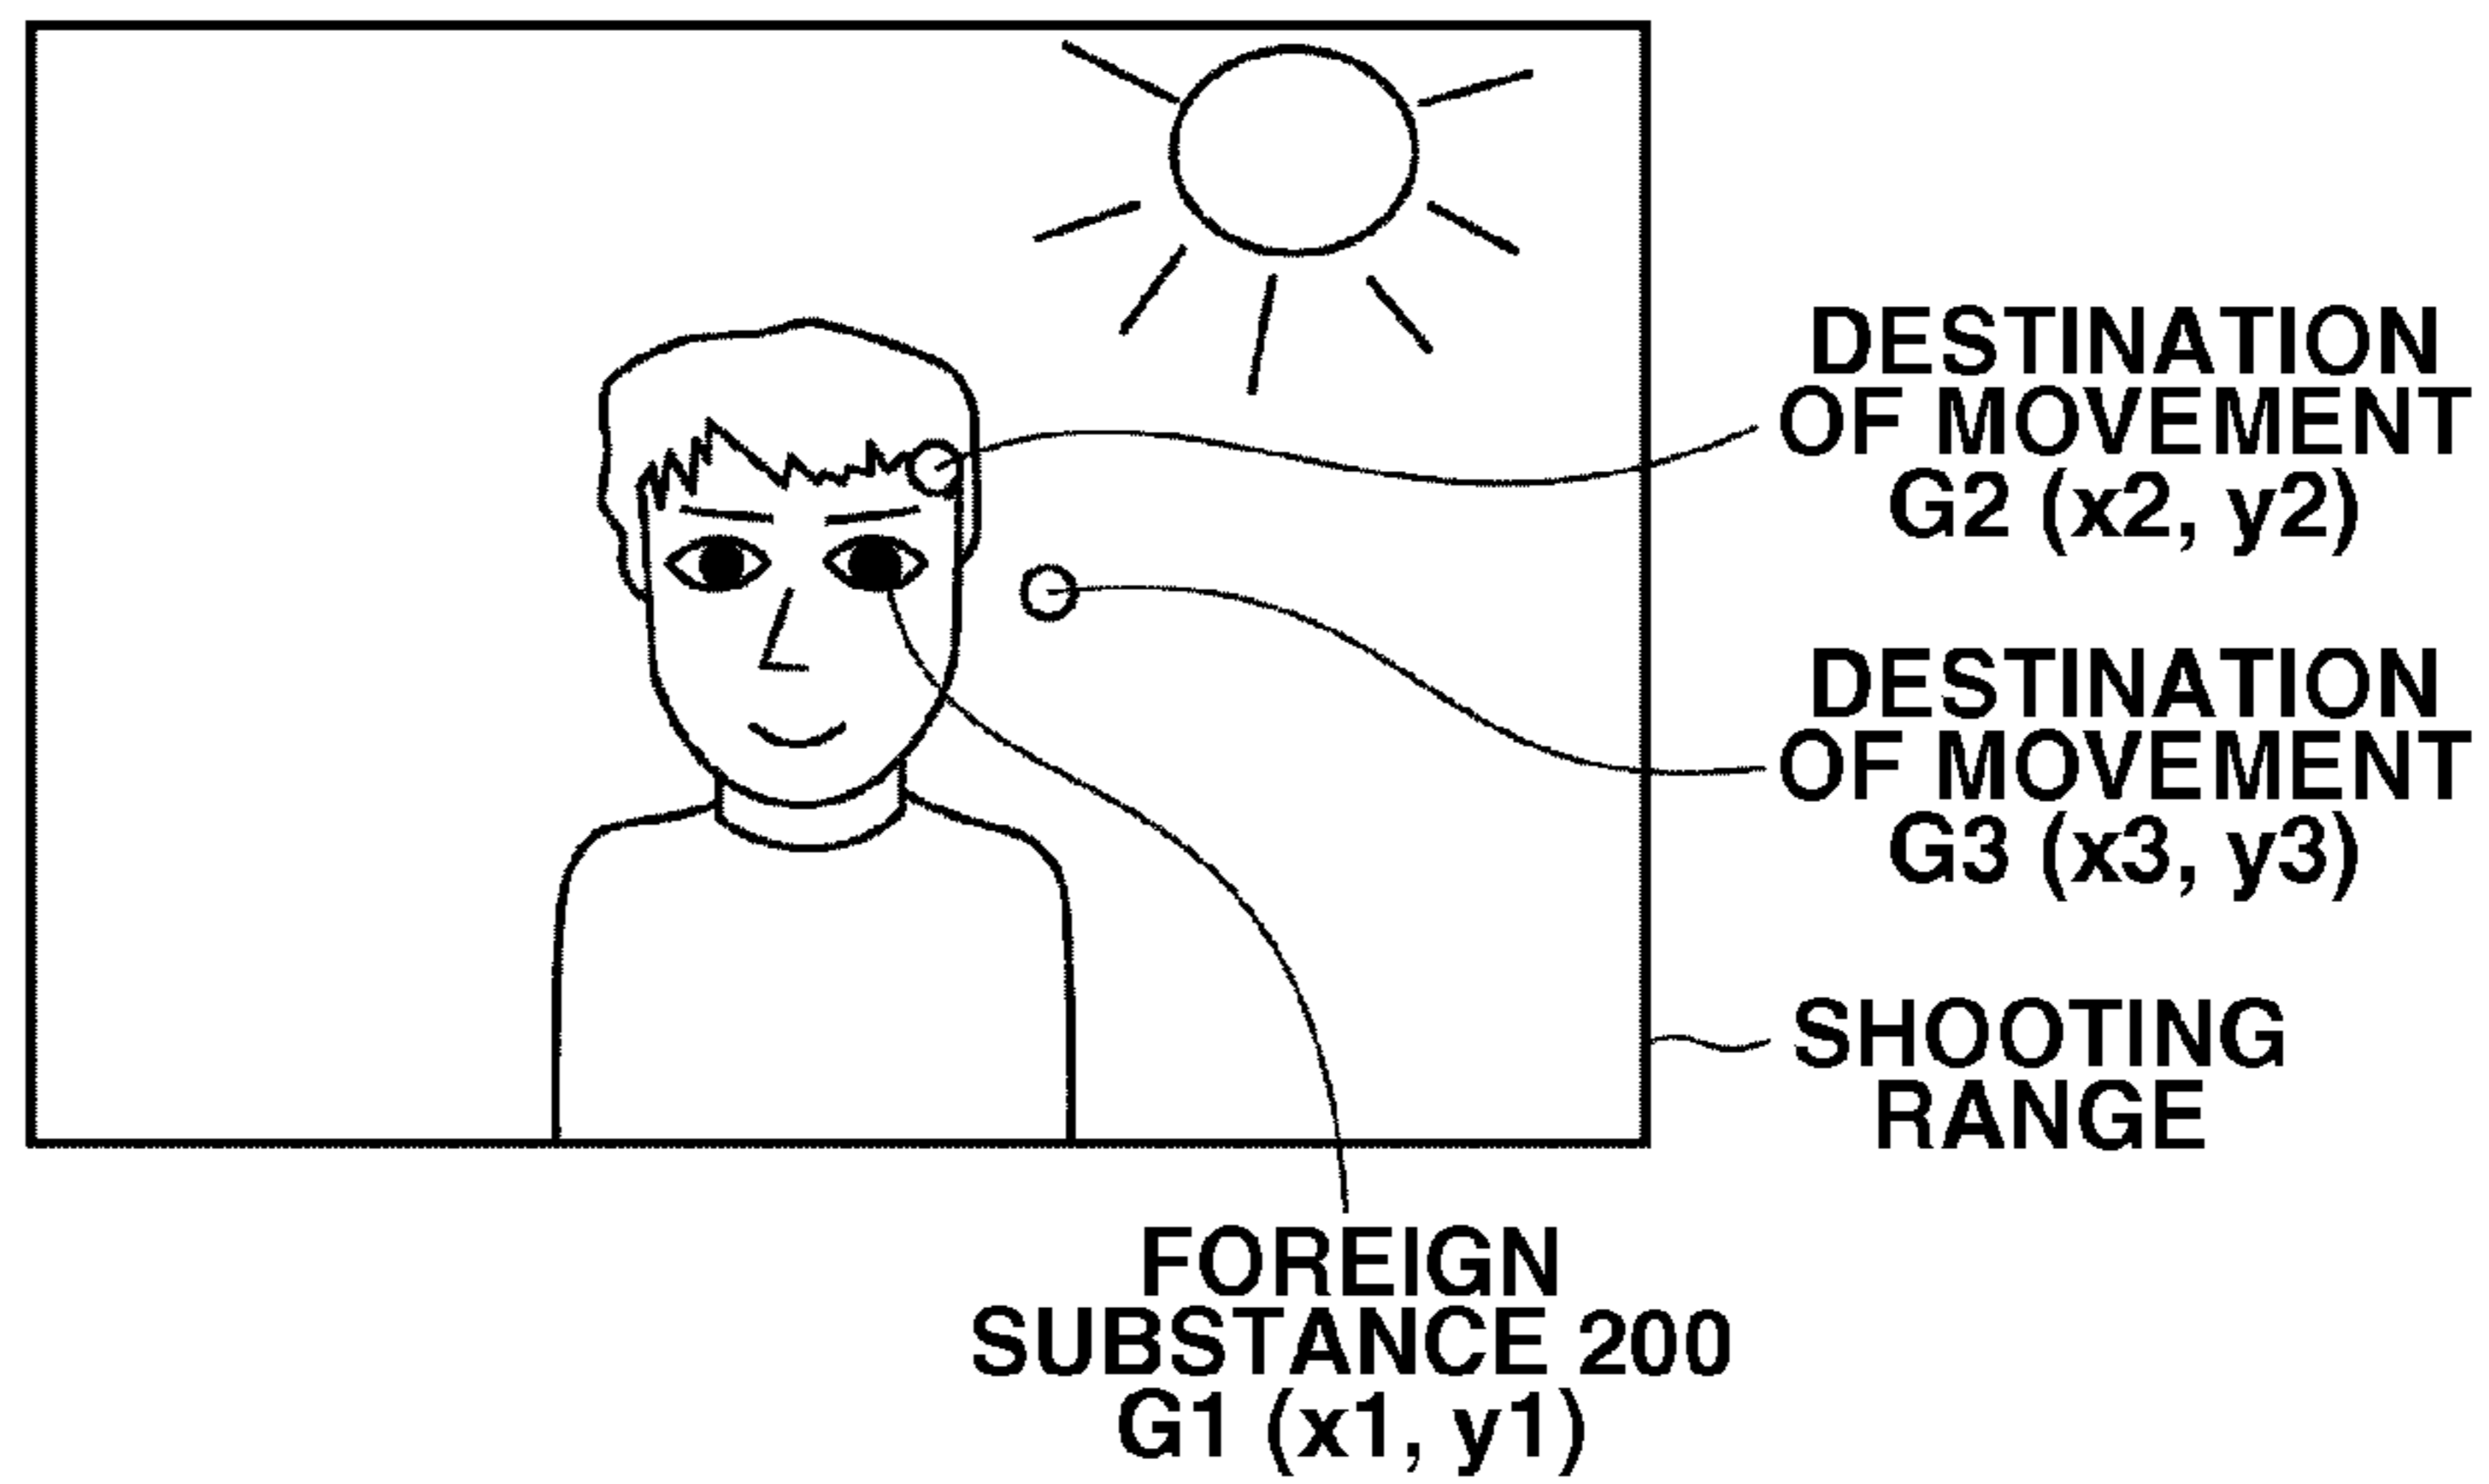 DESTINATION
OF MOVEMENT
G2 (x2, y2)
DESTINATION
OF MOVEMENT
G3 (x3, y3)
SHOOTING
RANGE
FOREIGN
SUBSTANCE 200
G1 (x1, y1)